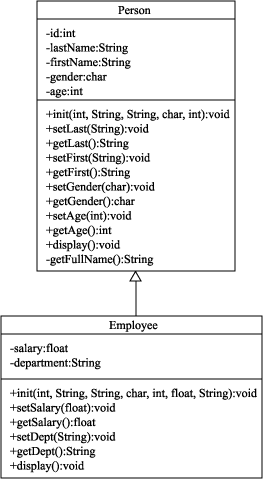 Person
-id:int
-lastName:String
-firstName:String
-gender:char
-age:int
+init(int, String, String, char, int):void
+setLast(String):void
+getLast():String
+setFirst(String):void
+getFirst():String
+setGender(char):void
+getGender():char
+setAge(int):void
+getAge():int
+display():void
-getFullName():String
Employee
-salary:float
-department:String
+init(int, String, String, char, int, float, String):void
+setSalary(float):void
+getSalary():float
+setDept(String):void
+getDept():String
+display():void